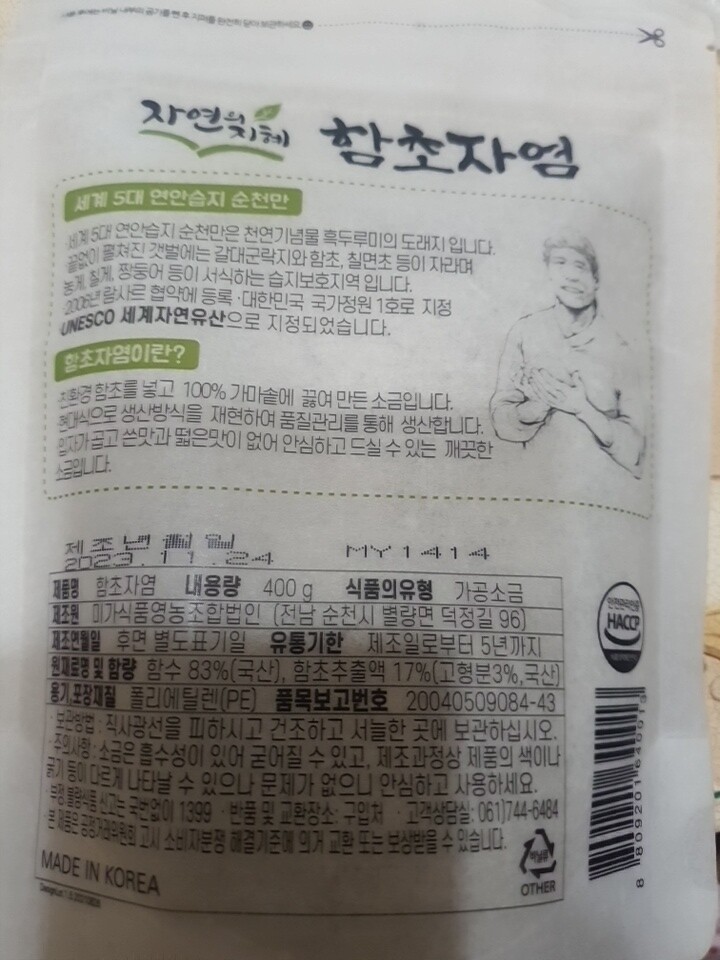 자연의
지혜
함초자염
세계 5대 연안습지 순천만
세계 5대 연안습지 순천만은 천연기념물 흑두루미의 도래지 입니다.
끝없이 펼쳐진 갯벌에는 갈대군락지와 함초, 칠면초 등이 자라며
농게, 칠게, 짱뚱어 등이 서식하는 습지보호지역 입니다.
2006년 람사르 협약에 등록·대한민국 국가정원 1호로 지정
UNESCO 세계자연유산으로 지정되었습니다.
함초자염이란?
친환경 함초를 넣고 100% 가마솥에 끓여 만든 소금입니다.
현대식으로 생산방식을 재현하여 품질관리를 통해 생산합니다.
입자가 곱고 쓴맛과 떫은맛이 없어 안심하고 드실 수 있는 깨끗한
소금입니다.
제조년월일
2023.11.24 MY1414
제품명 함초자염 내용량 400g 식품의유형 가공소금
제조원 미가식품영농조합법인 (전남 순천시 별량면 덕정길 96)
제조연월일 후면 별도표기일 유통기한 제조일로부터 5년까지
원재료명 및 함량 함수 83%(국산), 함초추출액 17%(고형분3%,국산)
용기,포장재질 폴리에틸렌(PE) 품목보고번호 20040509084-43
·보관방법 : 직사광선을 피하시고 건조하고 서늘한 곳에 보관하십시오.
·주의사항 : 소금은 흡수성이 있어 굳어질 수 있고, 제조과정상 제품의 색이나
굵기 등이 다르게 나타날 수 있으나 문제가 없으니 안심하고 사용하세요.
·부정·불량식품 신고는 국번없이 1399 ·반품 및 교환장소: 구입처 ·고객상담실: 061)744-6484
·본 제품은 공정거래위원회 고시 소비자분쟁 해결기준에 의거 교환 또는 보상받을 수 있습니다.
MADE IN KOREA
비닐류
OTHER
HACCP